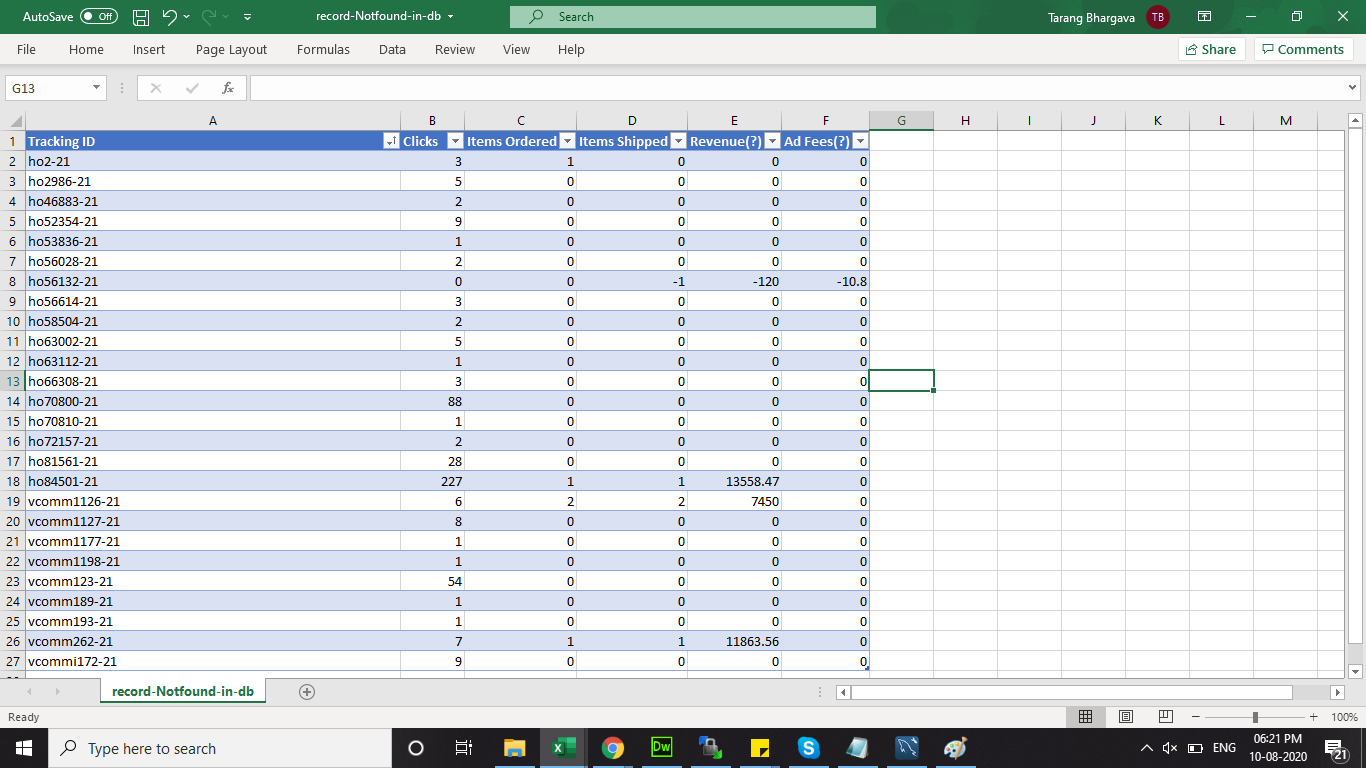 AutoSave Off record-Notfound-in-db Search Tarang Bhargava TB
File Home Insert Page Layout Formulas Data Review View Help Share Comments
G13 fx
A B C D E F G H I J K L M
1 Tracking ID Clicks Items Ordered Items Shipped Revenue(?) Ad Fees(?)
2 ho2-21 3 1 0 0 0
3 ho2986-21 5 0 0 0 0
4 ho46883-21 2 0 0 0 0
5 ho52354-21 9 0 0 0 0
6 ho53836-21 1 0 0 0 0
7 ho56028-21 2 0 0 0 0
8 ho56132-21 0 0 -1 -120 -10.8
9 ho56614-21 3 0 0 0 0
10 ho58504-21 2 0 0 0 0
11 ho63002-21 5 0 0 0 0
12 ho63112-21 1 0 0 0 0
13 ho66308-21 3 0 0 0 0
14 ho70800-21 88 0 0 0 0
15 ho70810-21 1 0 0 0 0
16 ho72157-21 2 0 0 0 0
17 ho81561-21 28 0 0 0 0
18 ho84501-21 227 1 1 13558.47 0
19 vcomm1126-21 6 2 2 7450 0
20 vcomm1127-21 8 0 0 0 0
21 vcomm1177-21 1 0 0 0 0
22 vcomm1198-21 1 0 0 0 0
23 vcomm123-21 54 0 0 0 0
24 vcomm189-21 1 0 0 0 0
25 vcomm193-21 1 0 0 0 0
26 vcomm262-21 7 1 1 11863.56 0
27 vcommi172-21 9 0 0 0 0
record-Notfound-in-db
Ready 100%
Type here to search Dw S ENG 06:21 PM
10-08-2020 21